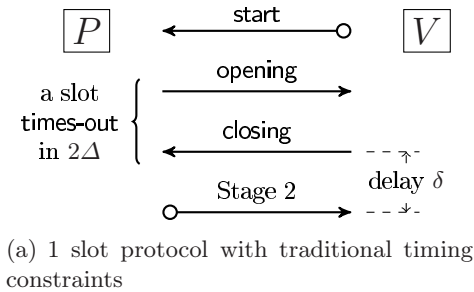 start
P V
opening
a slot
times-out
in 2Δ
closing
delay δ
Stage 2
(a) 1 slot protocol with traditional timing
constraints